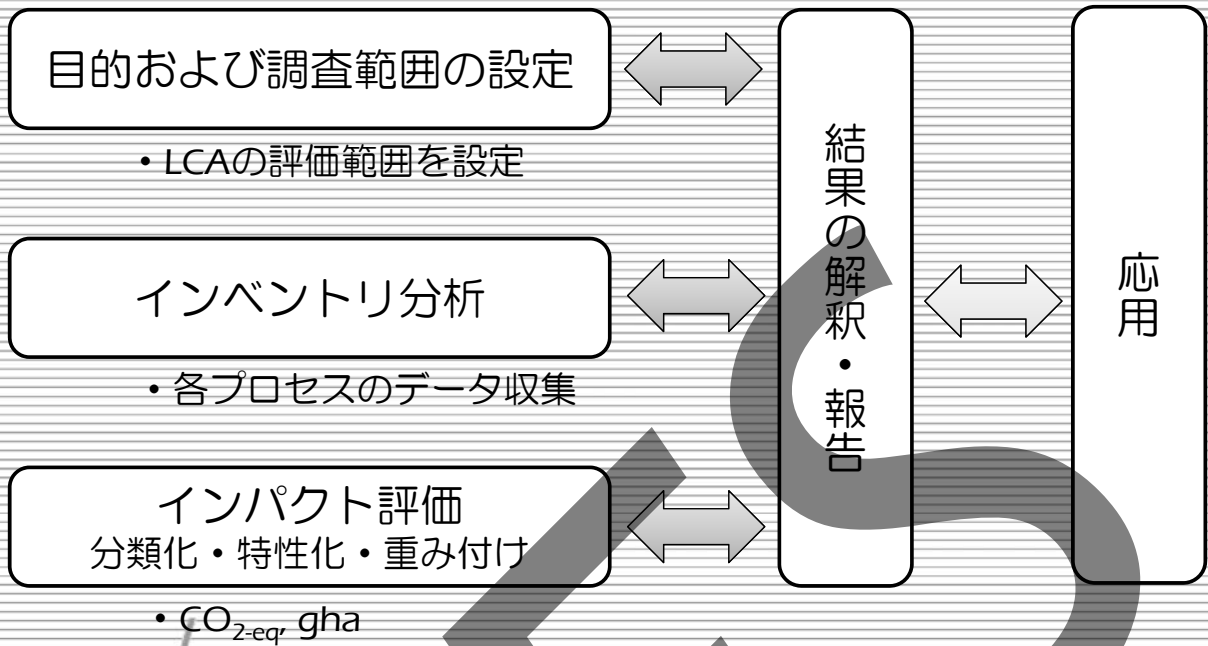 目的および調査範囲の設定
・LCAの評価範囲を設定
インベントリ分析
・各プロセスのデータ収集
インパクト評価
分類化・特性化・重み付け
・CO2-eq, gha
結果の解釈・報告
応用